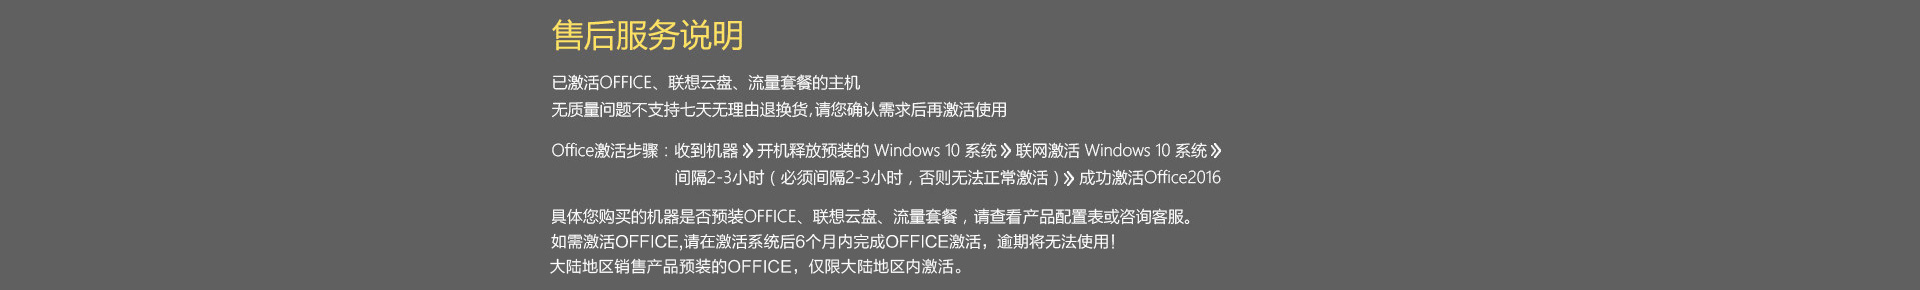 售后服务说明
已激活OFFICE、联想云盘、流量套餐的主机
无质量问题不支持七天无理由退换货,请您确认需求后再激活使用
Office激活步骤：收到机器》开机释放预装的 Windows 10 系统》联网激活 Windows 10 系统》
间隔2-3小时（必须间隔2-3小时，否则无法正常激活）》成功激活Office2016
具体您购买的机器是否预装OFFICE、联想云盘、流量套餐，请查看产品配置表或咨询客服。
如需激活OFFICE,请在激活系统后6个月内完成OFFICE激活，逾期将无法使用！
大陆地区销售产品预装的OFFICE，仅限大陆地区内激活。